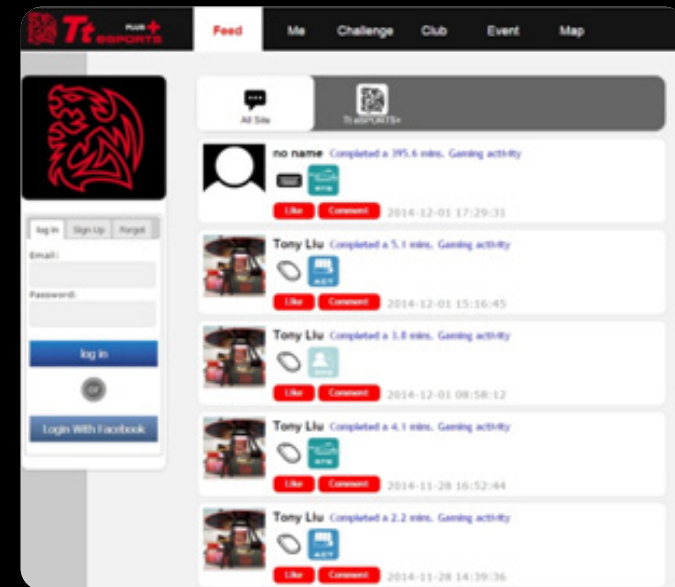 Tt eSPORTS PLUS+
Feed Me Challenge Club Event Map
All Site Tt eSPORTS+
log in Sign Up Forgot
Email:
Password:
log in
or
Login With Facebook
no name Completed a 395.6 mins. Gaming activity
RTS
Like Comment 2014-12-01 17:29:31
Tony Liu Completed a 5.1 mins. Gaming activity
ACT
Like Comment 2014-12-01 15:16:45
Tony Liu Completed a 3.8 mins. Gaming activity
Like Comment 2014-12-01 08:58:12
Tony Liu Completed a 4.1 mins. Gaming activity
RTS
Like Comment 2014-11-28 16:52:44
Tony Liu Completed a 2.2 mins. Gaming activity
ACT
Like Comment 2014-11-28 14:39:36